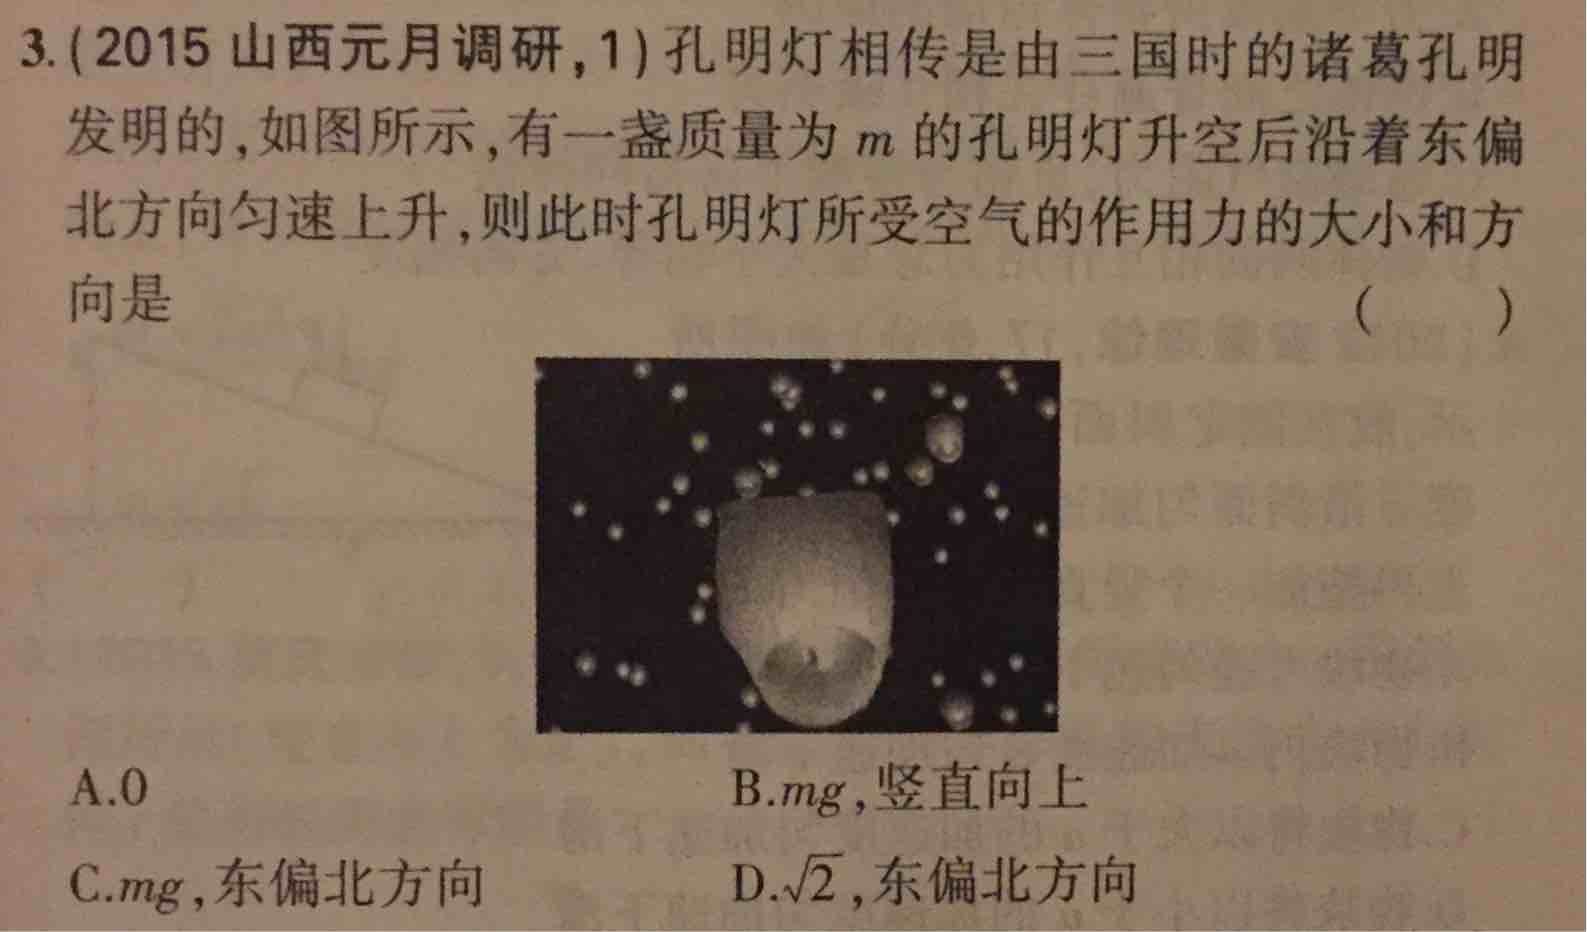 3.(2015 山西元月调研,1)孔明灯相传是由三国时的诸葛孔明
发明的,如图所示,有一盏质量为 m 的孔明灯升空后沿着东偏
北方向匀速上升,则此时孔明灯所受空气的作用力的大小和方
向是 (  )
A.0 B.mg,竖直向上
C.mg,东偏北方向 D.√2,东偏北方向